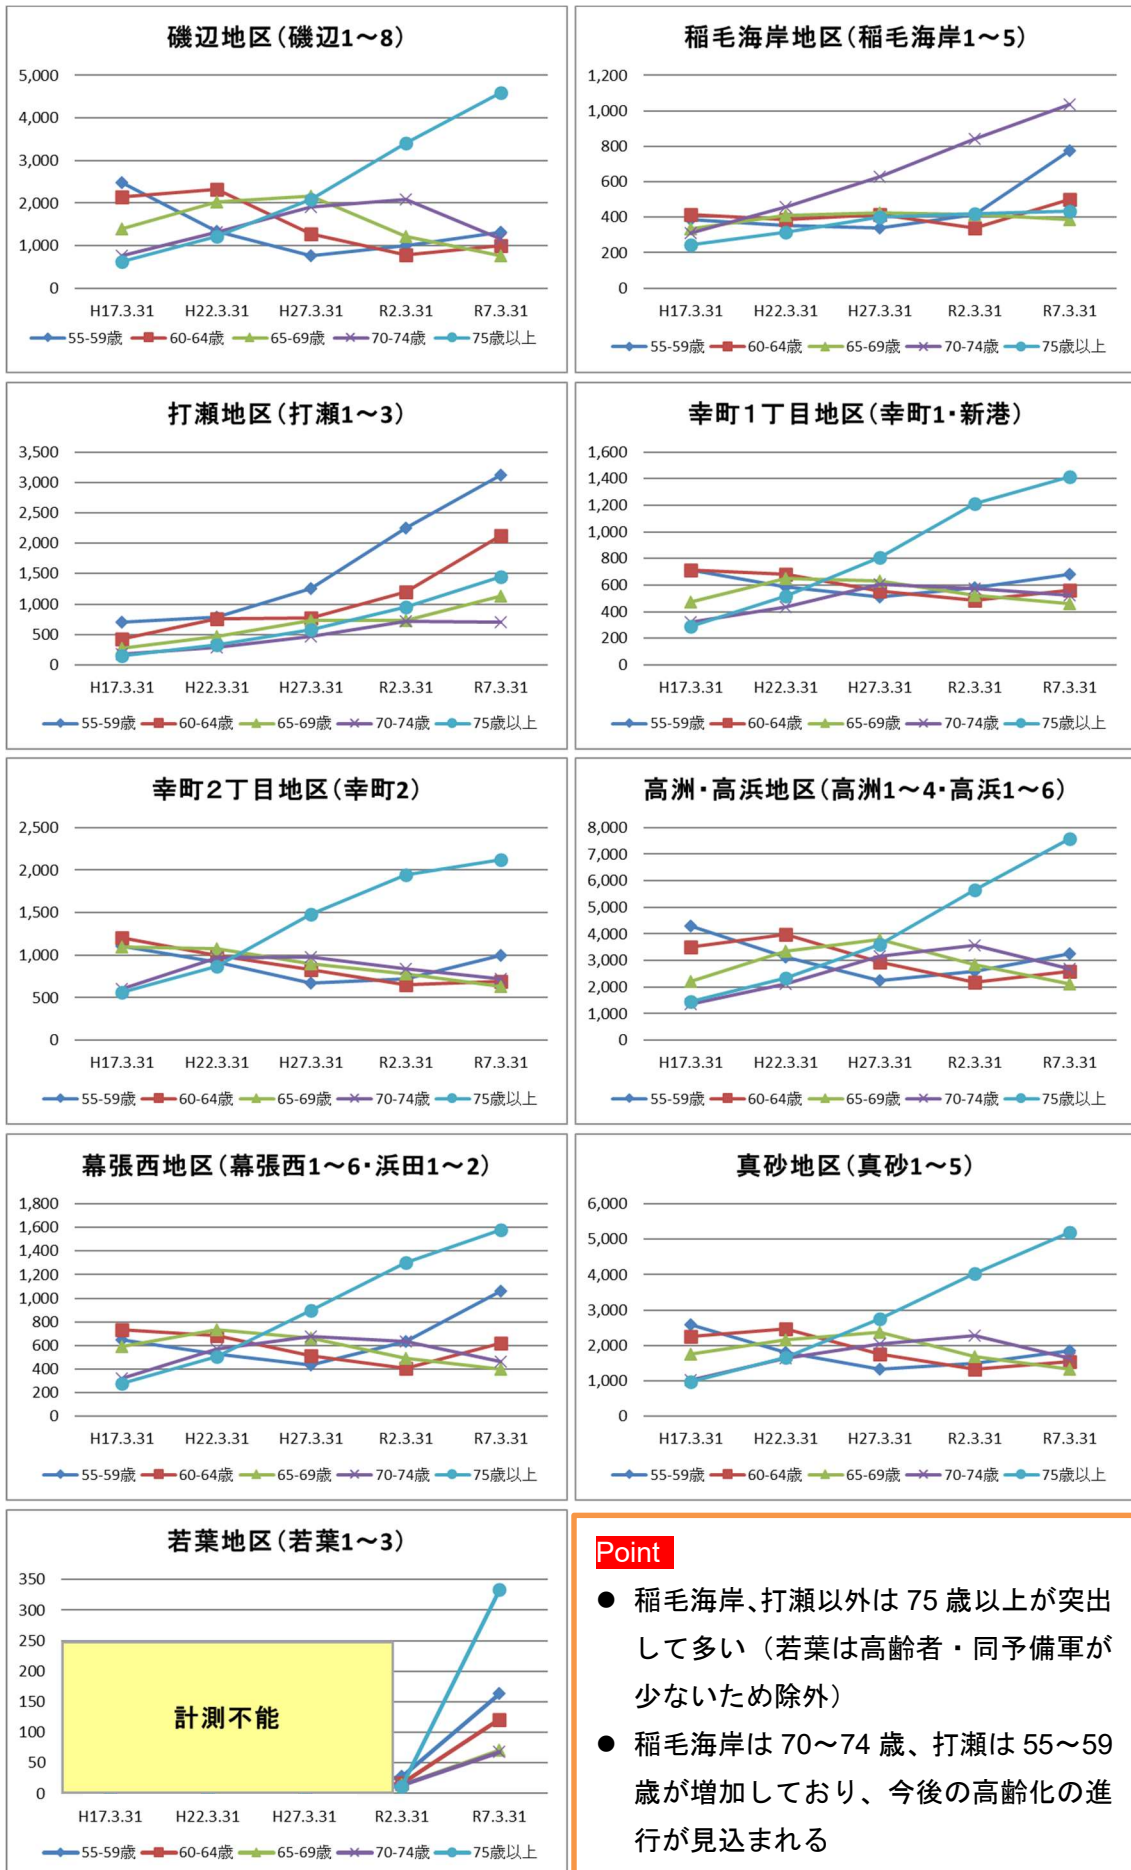 磯辺地区(磯辺1～8)
5,000
4,000
3,000
2,000
1,000
0
H17.3.31 H22.3.31 H27.3.31 R2.3.31 R7.3.31
55-59歳 60-64歳 65-69歳 70-74歳 75歳以上
稲毛海岸地区(稲毛海岸1～5)
1,200
1,000
800
600
400
200
0
H17.3.31 H22.3.31 H27.3.31 R2.3.31 R7.3.31
55-59歳 60-64歳 65-69歳 70-74歳 75歳以上
打瀬地区(打瀬1～3)
3,500
3,000
2,500
2,000
1,500
1,000
500
0
H17.3.31 H22.3.31 H27.3.31 R2.3.31 R7.3.31
55-59歳 60-64歳 65-69歳 70-74歳 75歳以上
幸町1丁目地区(幸町1・新港)
1,600
1,400
1,200
1,000
800
600
400
200
0
H17.3.31 H22.3.31 H27.3.31 R2.3.31 R7.3.31
55-59歳 60-64歳 65-69歳 70-74歳 75歳以上
幸町2丁目地区(幸町2)
2,500
2,000
1,500
1,000
500
0
H17.3.31 H22.3.31 H27.3.31 R2.3.31 R7.3.31
55-59歳 60-64歳 65-69歳 70-74歳 75歳以上
高洲・高浜地区(高洲1～4・高浜1～6)
8,000
7,000
6,000
5,000
4,000
3,000
2,000
1,000
0
H17.3.31 H22.3.31 H27.3.31 R2.3.31 R7.3.31
55-59歳 60-64歳 65-69歳 70-74歳 75歳以上
幕張西地区(幕張西1～6・浜田1～2)
1,800
1,600
1,400
1,200
1,000
800
600
400
200
0
H17.3.31 H22.3.31 H27.3.31 R2.3.31 R7.3.31
55-59歳 60-64歳 65-69歳 70-74歳 75歳以上
真砂地区(真砂1～5)
6,000
5,000
4,000
3,000
2,000
1,000
0
H17.3.31 H22.3.31 H27.3.31 R2.3.31 R7.3.31
55-59歳 60-64歳 65-69歳 70-74歳 75歳以上
若葉地区(若葉1～3)
350
300
250
200
150
100
50
0
計測不能
H17.3.31 H22.3.31 H27.3.31 R2.3.31 R7.3.31
55-59歳 60-64歳 65-69歳 70-74歳 75歳以上
Point
● 稲毛海岸、打瀬以外は 75 歳以上が突出
して多い（若葉は高齢者・同予備軍が
少ないため除外）
● 稲毛海岸は 70～74 歳、打瀬は 55～59
歳が増加しており、今後の高齢化の進
行が見込まれる